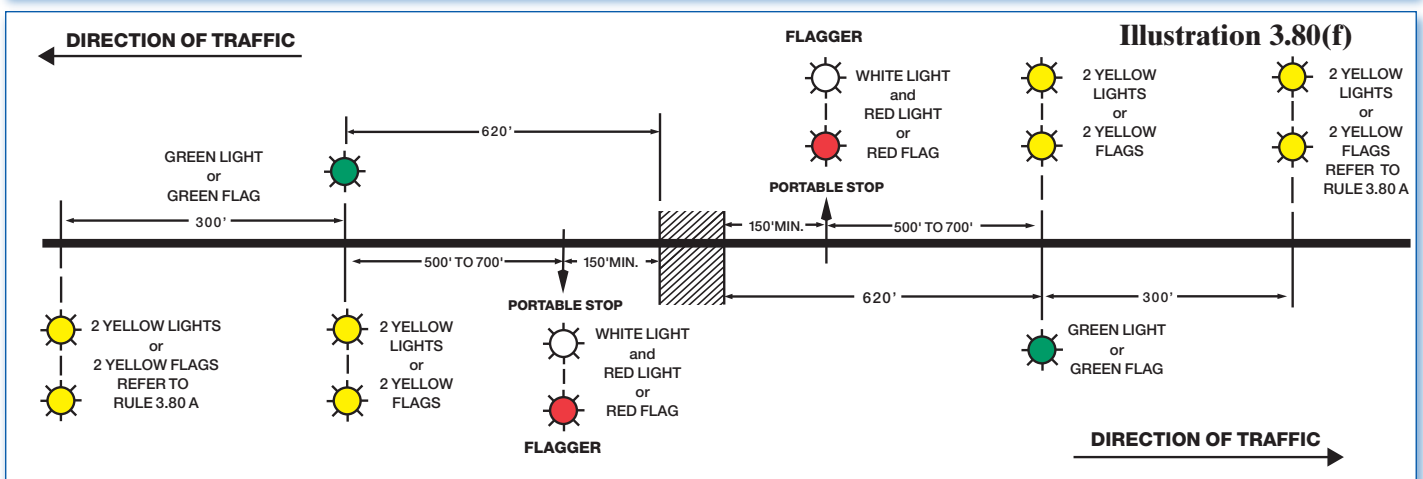 DIRECTION OF TRAFFIC
FLAGGER
Illustration 3.80(f)
WHITE LIGHT
and
RED LIGHT
or
RED FLAG
2 YELLOW
LIGHTS
or
2 YELLOW
FLAGS
2 YELLOW
LIGHTS
or
2 YELLOW
FLAGS
REFER TO
RULE 3.80 A
620'
GREEN LIGHT
or
GREEN FLAG
PORTABLE STOP
300'
150'MIN.
500' TO 700'
500' TO 700'
150'MIN.
620'
300'
PORTABLE STOP
2 YELLOW LIGHTS
or
2 YELLOW FLAGS
REFER TO
RULE 3.80 A
2 YELLOW
LIGHTS
or
2 YELLOW
FLAGS
WHITE LIGHT
and
RED LIGHT
or
RED FLAG
FLAGGER
GREEN LIGHT
or
GREEN FLAG
DIRECTION OF TRAFFIC